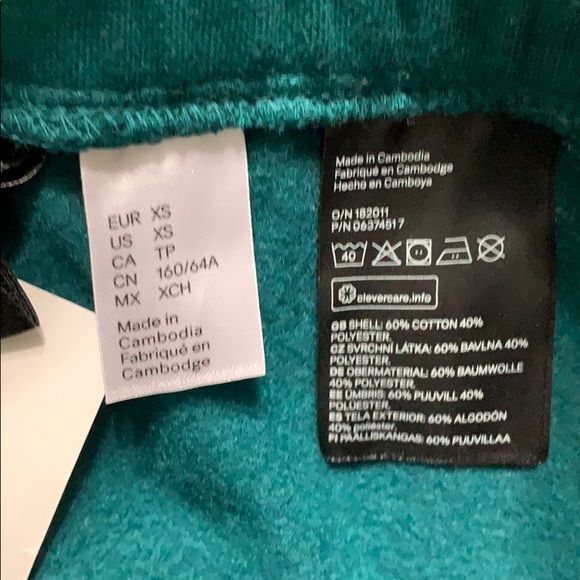 EUR XS
US XS
CA TP
CN 160/64A
MX XCH
Made in
Cambodia
Fabriqué en
Cambodge
Made in Cambodia
Fabriqué en Cambodge
Hecho en Camboya
O/N 182011
P/N 06374517
40
clevercare.info
GB SHELL: 60% COTTON 40%
POLYESTER.
CZ SVRCHNÍ LÁTKA: 60% BAVLNA 40%
POLYESTER.
DE OBERMATERIAL: 60% BAUMWOLLE
40% POLYESTER.
EE ÜMBRIS: 60% PUUVILL 40%
POLÜESTER.
ES TELA EXTERIOR: 60% ALGODÓN
40% poliéster.
FI PÄÄLLISKANGAS: 60% PUUVILLAA